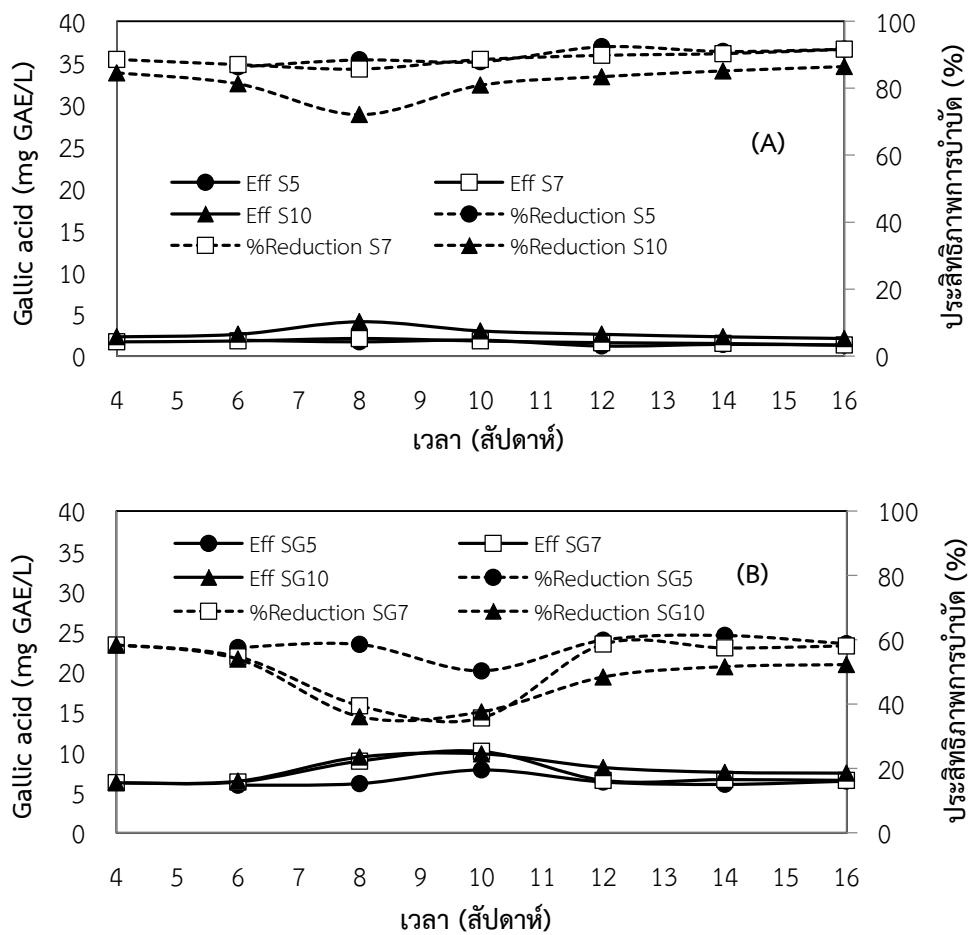 Gallic acid (mg GAE/L)
40
35
30
25
20
15
10
5
0
100
80
60
40
20
0
ประสิทธิภาพการบำบัด (%)
(A)
Eff S5 Eff S7
Eff S10 %Reduction S5
%Reduction S7 %Reduction S10
4 5 6 7 8 9 10 11 12 13 14 15 16
เวลา (สัปดาห์)
Gallic acid (mg GAE/L)
40
35
30
25
20
15
10
5
0
100
80
60
40
20
0
ประสิทธิภาพการบำบัด (%)
Eff SG5 Eff SG7
Eff SG10 %Reduction SG5
(B)
%Reduction SG7 %Reduction SG10
4 5 6 7 8 9 10 11 12 13 14 15 16
เวลา (สัปดาห์)